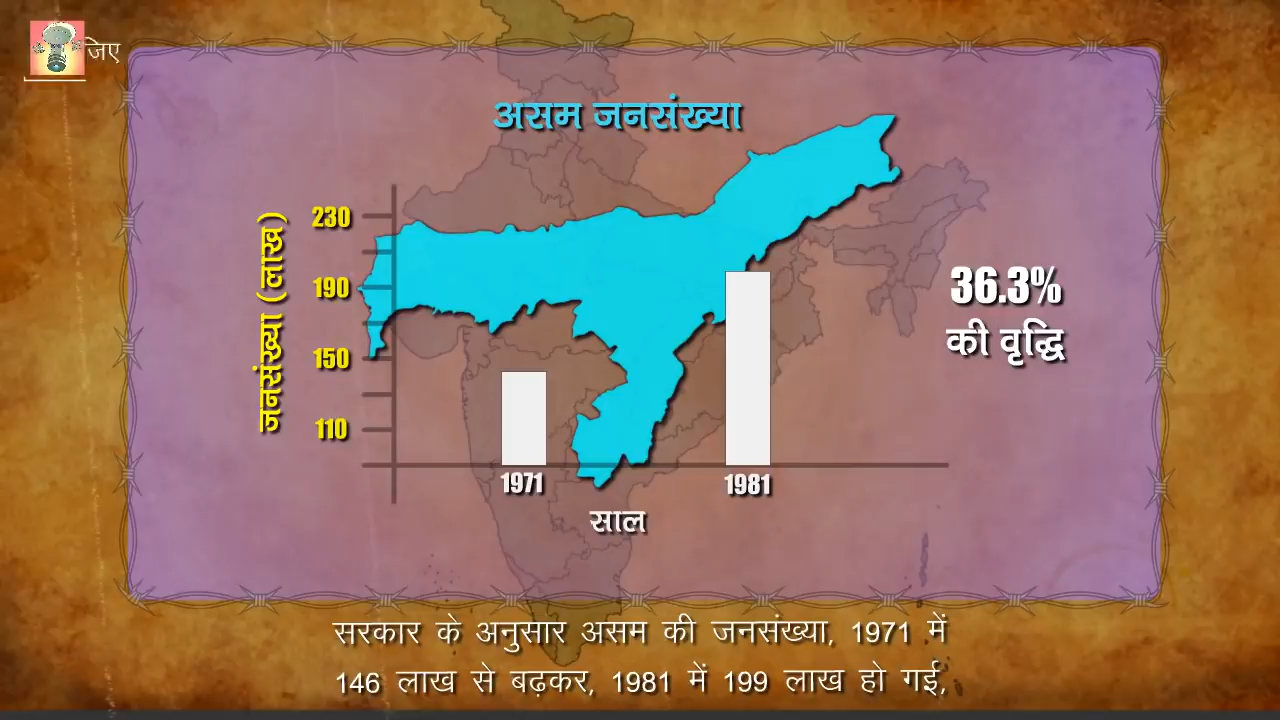 जिए
असम जनसंख्या
जनसंख्या (लाख)
230
190
150
110
1971
1981
साल
36.3%
की वृद्धि
सरकार के अनुसार असम की जनसंख्या, 1971 में
146 लाख से बढ़कर, 1981 में 199 लाख हो गई,